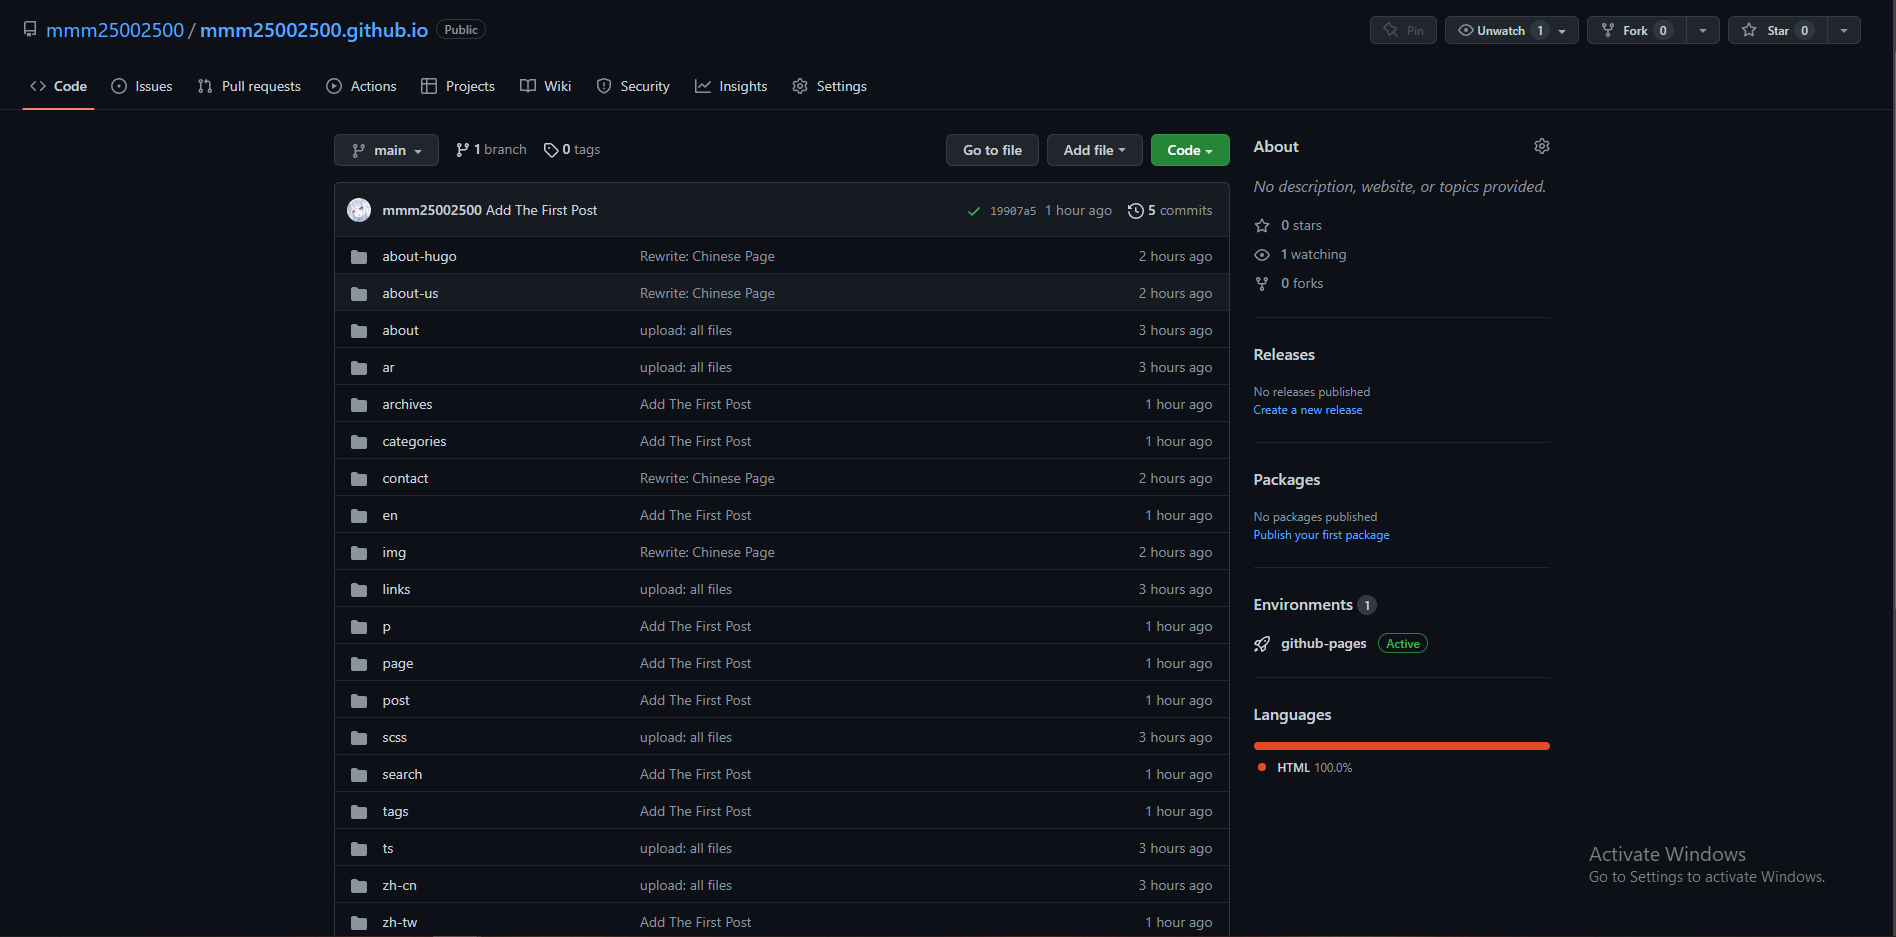 mmm25002500 / mmm25002500.github.io Public
Pin Unwatch 1 Fork 0 Star 0
Code Issues Pull requests Actions Projects Wiki Security Insights Settings
main 1 branch 0 tags Go to file Add file Code
mmm25002500 Add The First Post 19907a5 1 hour ago 5 commits
about-hugo Rewrite: Chinese Page 2 hours ago
about-us Rewrite: Chinese Page 2 hours ago
about upload: all files 3 hours ago
ar upload: all files 3 hours ago
archives Add The First Post 1 hour ago
categories Add The First Post 1 hour ago
contact Rewrite: Chinese Page 2 hours ago
en Add The First Post 1 hour ago
img Rewrite: Chinese Page 2 hours ago
links upload: all files 3 hours ago
p Add The First Post 1 hour ago
page Add The First Post 1 hour ago
post Add The First Post 1 hour ago
scss upload: all files 3 hours ago
search Add The First Post 1 hour ago
tags Add The First Post 1 hour ago
ts upload: all files 3 hours ago
zh-cn upload: all files 3 hours ago
zh-tw Add The First Post 1 hour ago
About
No description, website, or topics provided.
0 stars
1 watching
0 forks
Releases
No releases published
Create a new release
Packages
No packages published
Publish your first package
Environments 1
github-pages Active
Languages
HTML 100.0%
Activate Windows
Go to Settings to activate Windows.